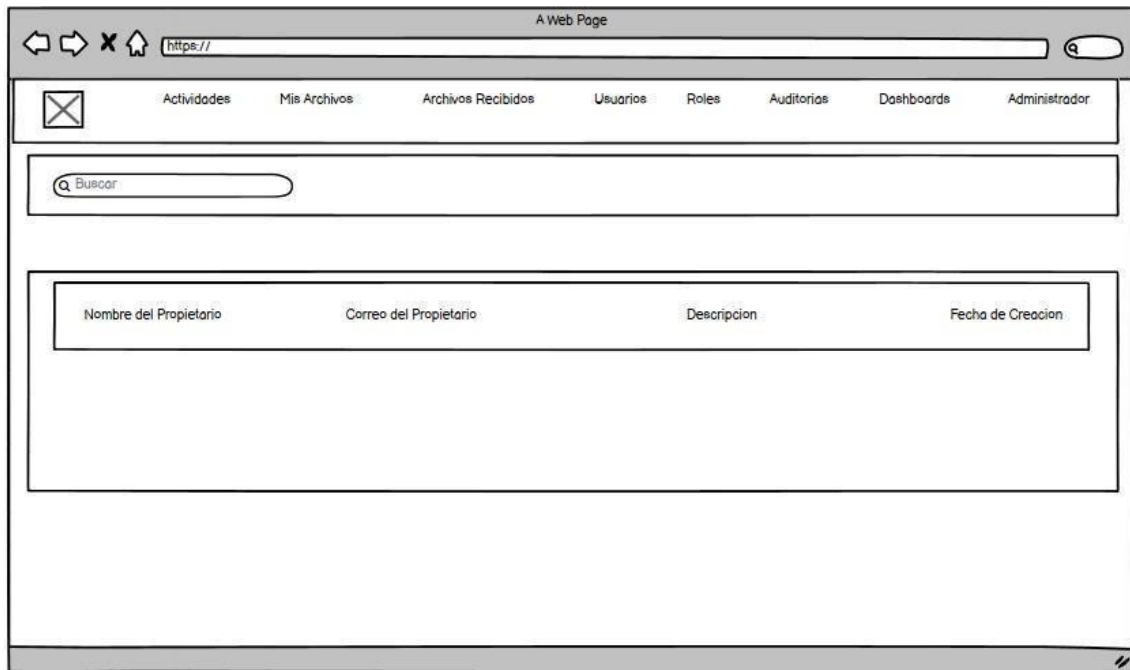 A Web Page
https://
Actividades Mis Archivos Archivos Recibidos Usuarios Roles Auditorias Dashboards Administrador
Buscar
Nombre del Propietario Correo del Propietario Descripcion Fecha de Creacion